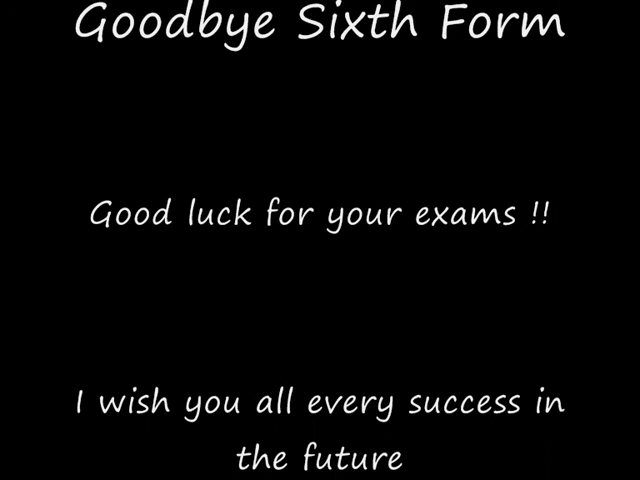 Goodbye Sixth Form
Good luck for your exams !!
I wish you all every success in
the future